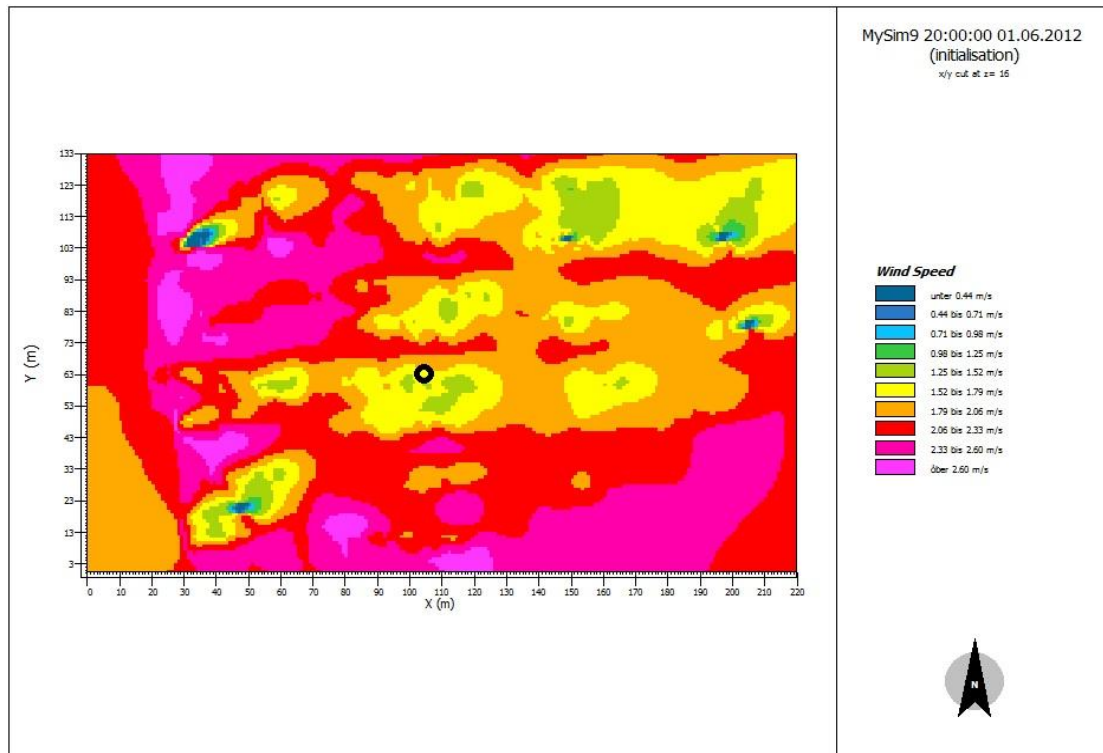 MySim9 20:00:00 01.06.2012
(initialisation)
x/y cut at z= 16
133
123
113
103
93
83
73
63
53
43
33
23
13
3
Y (m)
0 10 20 30 40 50 60 70 80 90 100 110 120 130 140 150 160 170 180 190 200 210 220
X (m)
Wind Speed
unter 0.44 m/s
0.44 bis 0.71 m/s
0.71 bis 0.98 m/s
0.98 bis 1.25 m/s
1.25 bis 1.52 m/s
1.52 bis 1.79 m/s
1.79 bis 2.06 m/s
2.06 bis 2.33 m/s
2.33 bis 2.60 m/s
öber 2.60 m/s
N